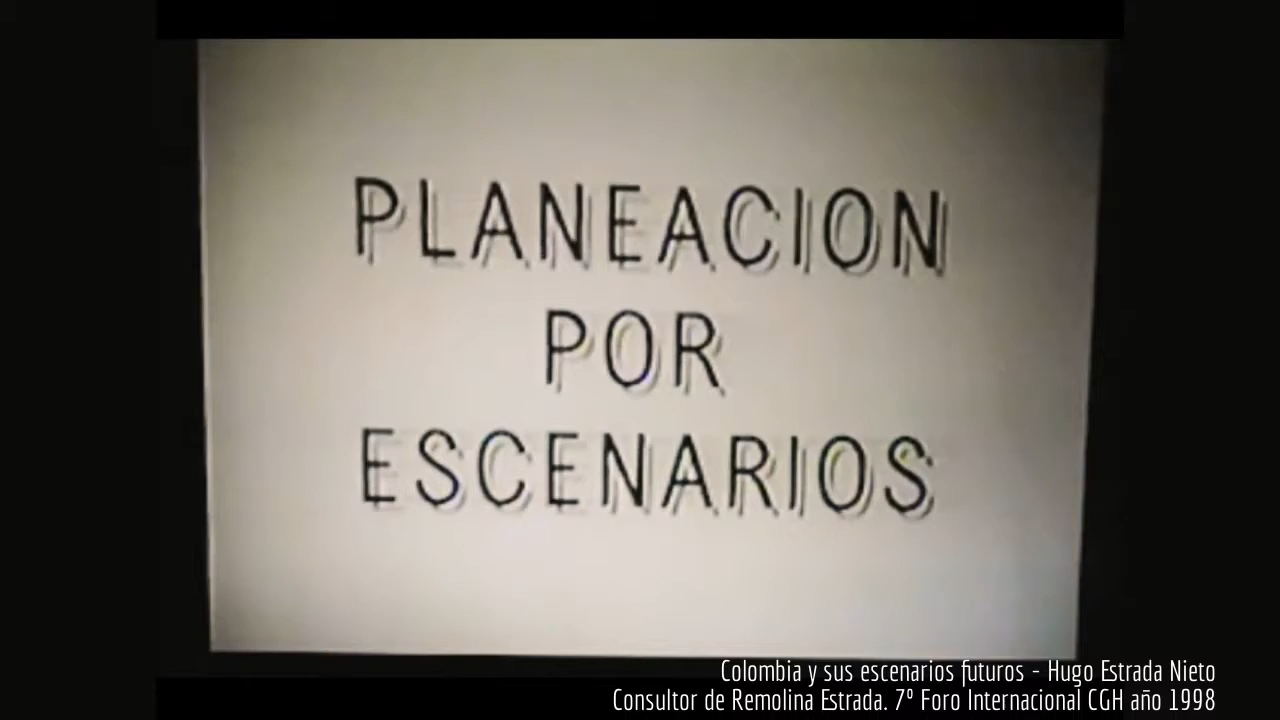 PLANEACION
POR
ESCENARIOS
Colombia y sus escenarios futuros - Hugo Estrada Nieto
Consultor de Remolina Estrada. 7º Foro Internacional CGH año 1998